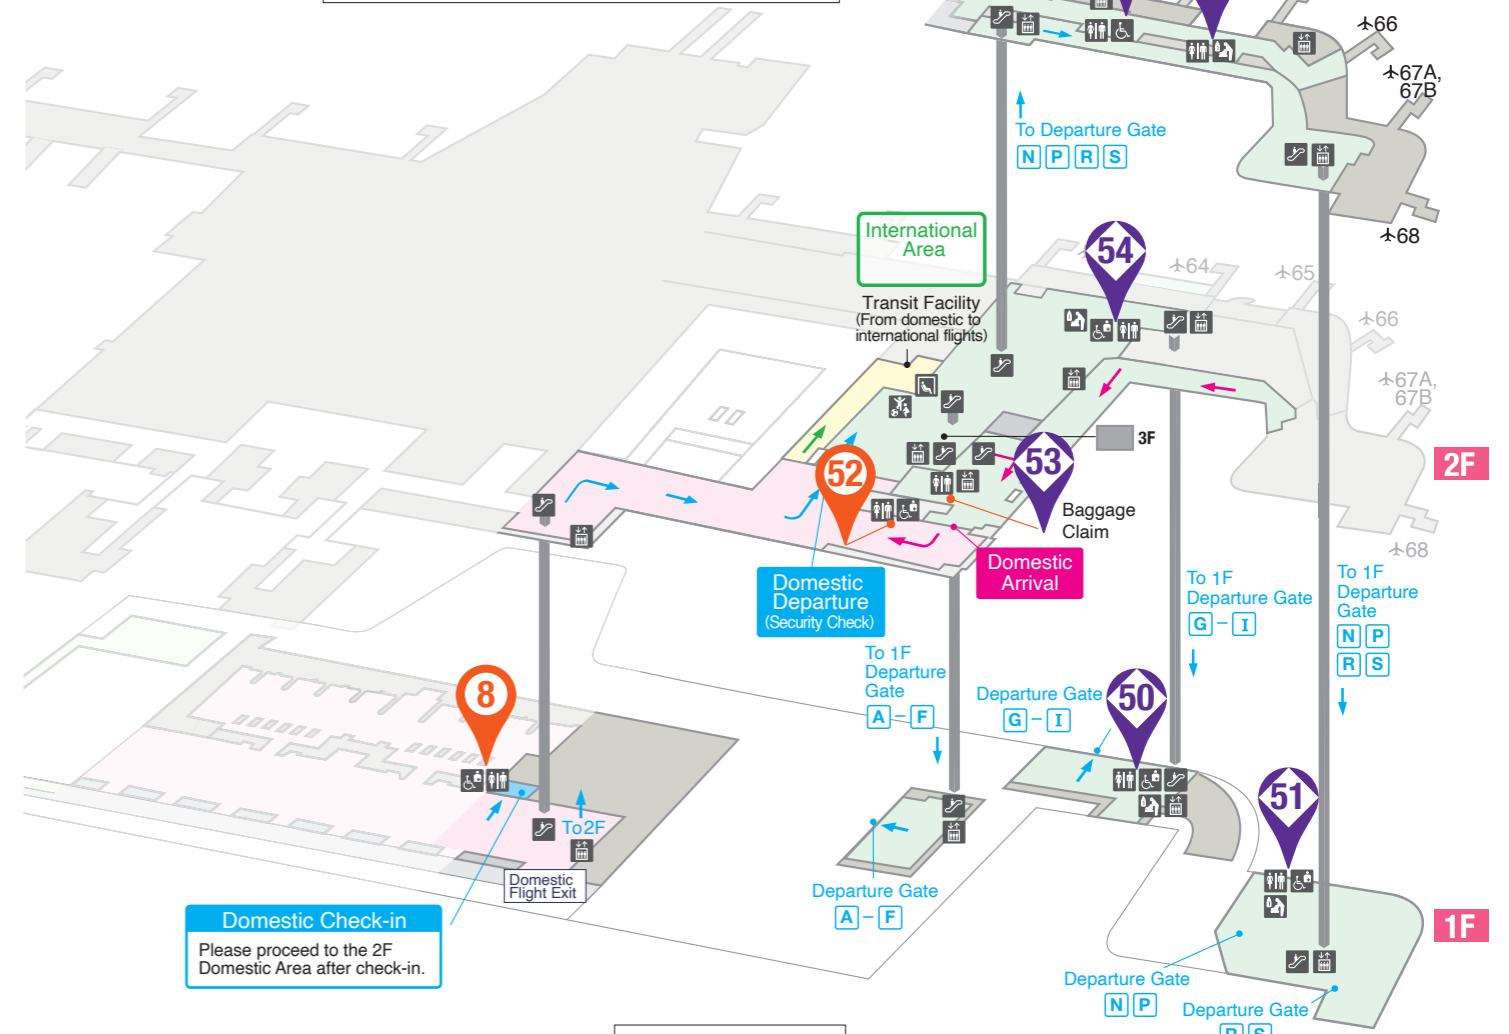 66
67A,
67B
To Departure Gate
N P R S
68
International
Area
54
64
65
Transit Facility
(From domestic to
international flights)
66
67A,
67B
3F
52
53
2F
Baggage
Claim
68
Domestic
Arrival
Domestic
Departure
(Security Check)
To 1F
Departure Gate
G – I
To 1F
Departure
Gate
N P
R S
To 1F
Departure
Gate
A – F
8
Departure Gate
G – I
50
51
To 2F
Domestic
Flight Exit
Departure Gate
A – F
Domestic Check-in
Please proceed to the 2F
Domestic Area after check-in.
1F
Departure Gate
N P
Departure Gate
R S